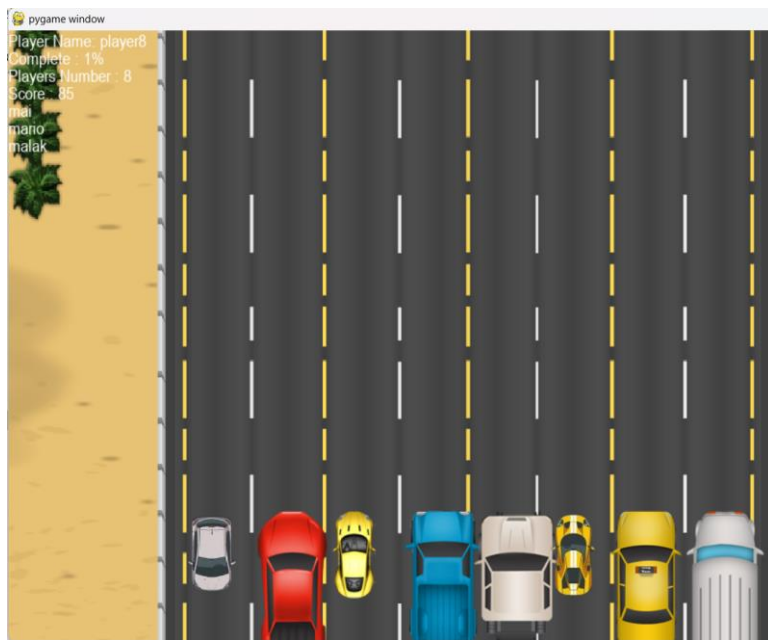 pygame window
Player Name: player8
Complete : 1%
Players Number : 8
Score : 85
mai
mario
malak